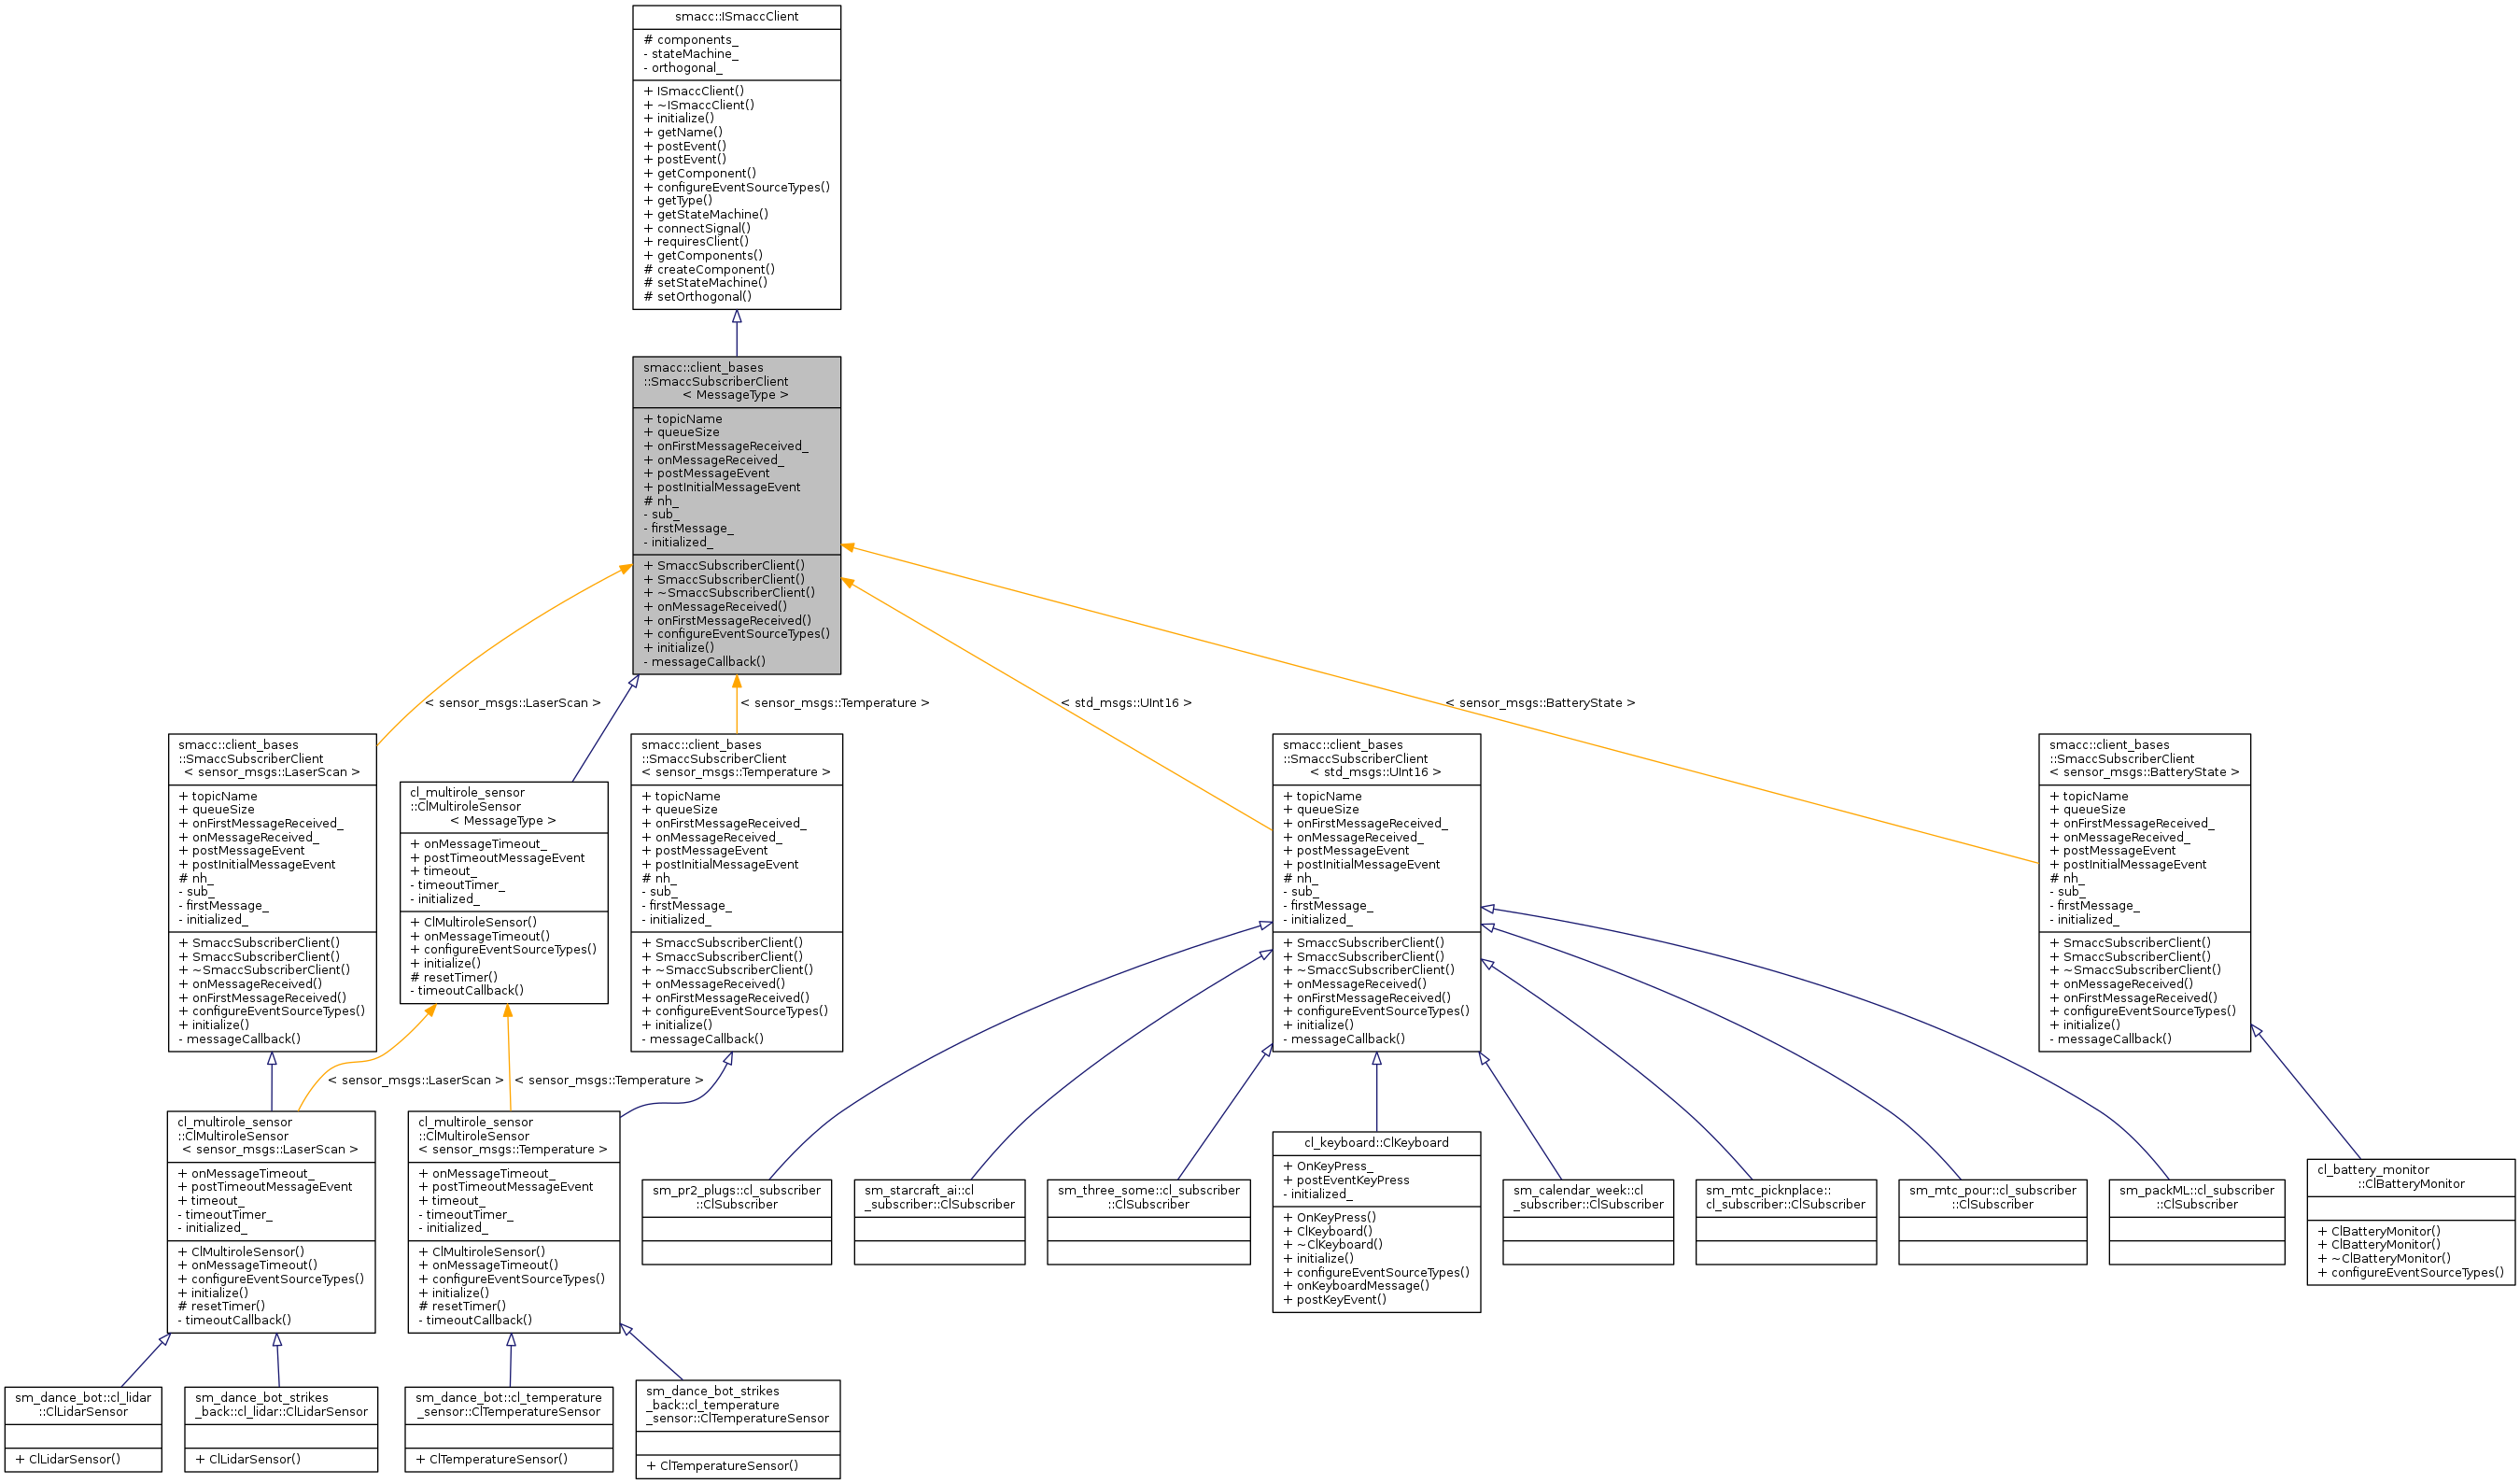 smacc::ISmaccClient
# components_
- stateMachine_
- orthogonal_
+ ISmaccClient()
+ ~ISmaccClient()
+ initialize()
+ getName()
+ postEvent()
+ postEvent()
+ getComponent()
+ configureEventSourceTypes()
+ getType()
+ getStateMachine()
+ connectSignal()
+ requiresClient()
+ getComponents()
# createComponent()
# setStateMachine()
# setOrthogonal()
smacc::client_bases
::SmaccSubscriberClient
< MessageType >
+ topicName
+ queueSize
+ onFirstMessageReceived_
+ onMessageReceived_
+ postMessageEvent
+ postInitialMessageEvent
# nh_
- sub_
- firstMessage_
- initialized_
+ SmaccSubscriberClient()
+ SmaccSubscriberClient()
+ ~SmaccSubscriberClient()
+ onMessageReceived()
+ onFirstMessageReceived()
+ configureEventSourceTypes()
+ initialize()
- messageCallback()
< sensor_msgs::LaserScan >
< sensor_msgs::Temperature >
< std_msgs::UInt16 >
< sensor_msgs::BatteryState >
smacc::client_bases
::SmaccSubscriberClient
< sensor_msgs::LaserScan >
+ topicName
+ queueSize
+ onFirstMessageReceived_
+ onMessageReceived_
+ postMessageEvent
+ postInitialMessageEvent
# nh_
- sub_
- firstMessage_
- initialized_
+ SmaccSubscriberClient()
+ SmaccSubscriberClient()
+ ~SmaccSubscriberClient()
+ onMessageReceived()
+ onFirstMessageReceived()
+ configureEventSourceTypes()
+ initialize()
- messageCallback()
cl_multirole_sensor
::ClMultiroleSensor
< MessageType >
+ onMessageTimeout_
+ postTimeoutMessageEvent
+ timeout_
- timeoutTimer_
- initialized_
+ ClMultiroleSensor()
+ onMessageTimeout()
+ configureEventSourceTypes()
+ initialize()
# resetTimer()
- timeoutCallback()
smacc::client_bases
::SmaccSubscriberClient
< sensor_msgs::Temperature >
+ topicName
+ queueSize
+ onFirstMessageReceived_
+ onMessageReceived_
+ postMessageEvent
+ postInitialMessageEvent
# nh_
- sub_
- firstMessage_
- initialized_
+ SmaccSubscriberClient()
+ SmaccSubscriberClient()
+ ~SmaccSubscriberClient()
+ onMessageReceived()
+ onFirstMessageReceived()
+ configureEventSourceTypes()
+ initialize()
- messageCallback()
smacc::client_bases
::SmaccSubscriberClient
< std_msgs::UInt16 >
+ topicName
+ queueSize
+ onFirstMessageReceived_
+ onMessageReceived_
+ postMessageEvent
+ postInitialMessageEvent
# nh_
- sub_
- firstMessage_
- initialized_
+ SmaccSubscriberClient()
+ SmaccSubscriberClient()
+ ~SmaccSubscriberClient()
+ onMessageReceived()
+ onFirstMessageReceived()
+ configureEventSourceTypes()
+ initialize()
- messageCallback()
smacc::client_bases
::SmaccSubscriberClient
< sensor_msgs::BatteryState >
+ topicName
+ queueSize
+ onFirstMessageReceived_
+ onMessageReceived_
+ postMessageEvent
+ postInitialMessageEvent
# nh_
- sub_
- firstMessage_
- initialized_
+ SmaccSubscriberClient()
+ SmaccSubscriberClient()
+ ~SmaccSubscriberClient()
+ onMessageReceived()
+ onFirstMessageReceived()
+ configureEventSourceTypes()
+ initialize()
- messageCallback()
< sensor_msgs::LaserScan >
< sensor_msgs::Temperature >
cl_multirole_sensor
::ClMultiroleSensor
< sensor_msgs::LaserScan >
+ onMessageTimeout_
+ postTimeoutMessageEvent
+ timeout_
- timeoutTimer_
- initialized_
+ ClMultiroleSensor()
+ onMessageTimeout()
+ configureEventSourceTypes()
+ initialize()
# resetTimer()
- timeoutCallback()
cl_multirole_sensor
::ClMultiroleSensor
< sensor_msgs::Temperature >
+ onMessageTimeout_
+ postTimeoutMessageEvent
+ timeout_
- timeoutTimer_
- initialized_
+ ClMultiroleSensor()
+ onMessageTimeout()
+ configureEventSourceTypes()
+ initialize()
# resetTimer()
- timeoutCallback()
sm_pr2_plugs::cl_subscriber
::ClSubscriber
sm_starcraft_ai::cl
_subscriber::ClSubscriber
sm_three_some::cl_subscriber
::ClSubscriber
cl_keyboard::ClKeyboard
+ OnKeyPress_
+ postEventKeyPress
- initialized_
+ OnKeyPress()
+ ClKeyboard()
+ ~ClKeyboard()
+ initialize()
+ configureEventSourceTypes()
+ onKeyboardMessage()
+ postKeyEvent()
sm_calendar_week::cl
_subscriber::ClSubscriber
sm_mtc_picknplace::
cl_subscriber::ClSubscriber
sm_mtc_pour::cl_subscriber
::ClSubscriber
sm_packML::cl_subscriber
::ClSubscriber
cl_battery_monitor
::ClBatteryMonitor
+ ClBatteryMonitor()
+ ClBatteryMonitor()
+ ~ClBatteryMonitor()
+ configureEventSourceTypes()
sm_dance_bot::cl_lidar
::ClLidarSensor
+ ClLidarSensor()
sm_dance_bot_strikes
_back::cl_lidar::ClLidarSensor
+ ClLidarSensor()
sm_dance_bot::cl_temperature
_sensor::ClTemperatureSensor
+ ClTemperatureSensor()
sm_dance_bot_strikes
_back::cl_temperature
_sensor::ClTemperatureSensor
+ ClTemperatureSensor()